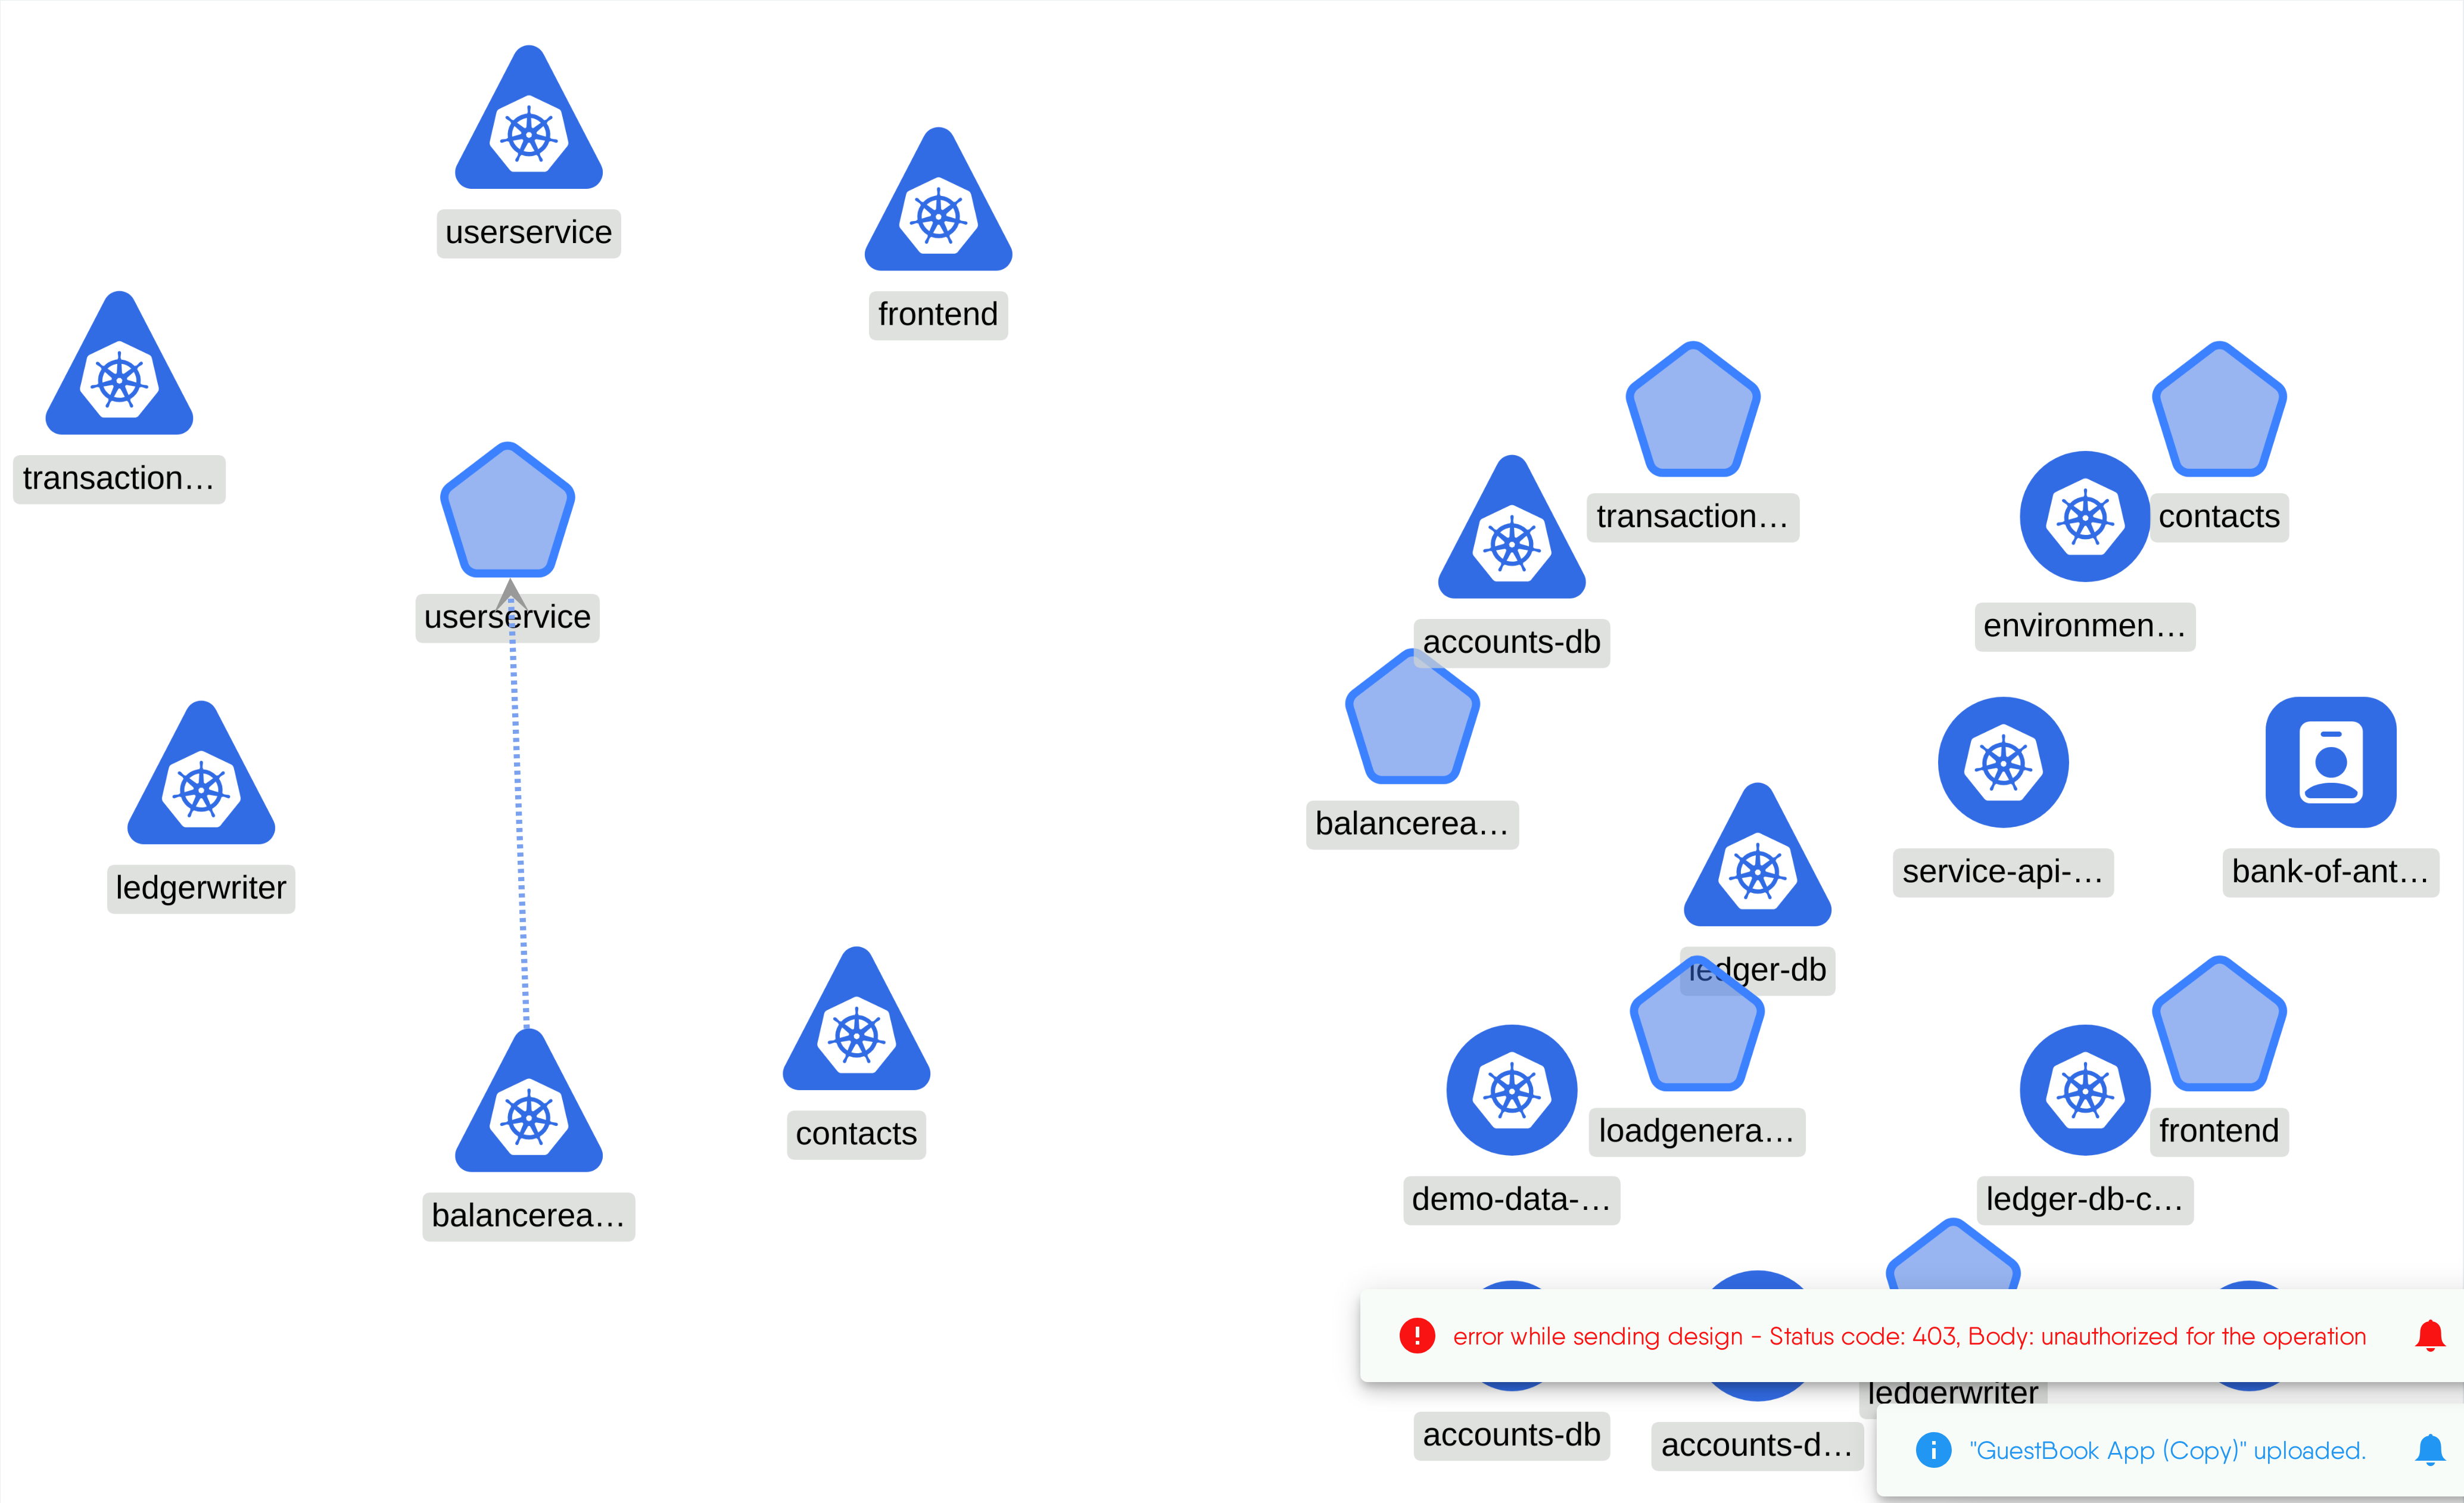 userservice
frontend
transaction…
transaction…
contacts
userservice
accounts-db
environmen…
balancerea…
ledgerwriter
service-api-…
bank-of-ant…
ledger-db
contacts
loadgenera…
frontend
balancerea…
demo-data-…
ledger-db-c…
error while sending design - Status code: 403, Body: unauthorized for the operation
ledgerwriter
accounts-db
accounts-d…
"GuestBook App (Copy)" uploaded.